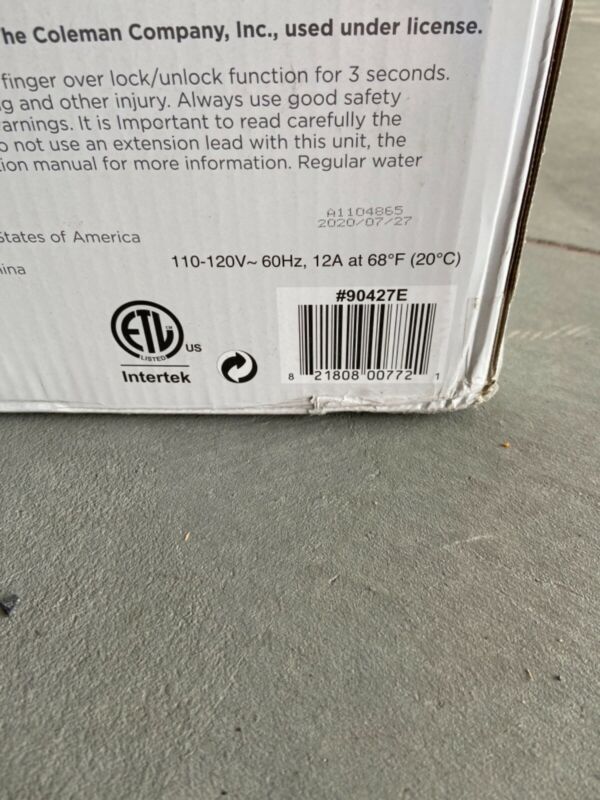 he Coleman Company, Inc., used under license.
finger over lock/unlock function for 3 seconds.
g and other injury. Always use good safety
arnings. It is Important to read carefully the
o not use an extension lead with this unit, the
ion manual for more information. Regular water
A1104865
2020/07/27
States of America
ina
110-120V~ 60Hz, 12A at 68°F (20°C)
#90427E
ETL
TM
LISTED
US
Intertek
8 21808 00772 1